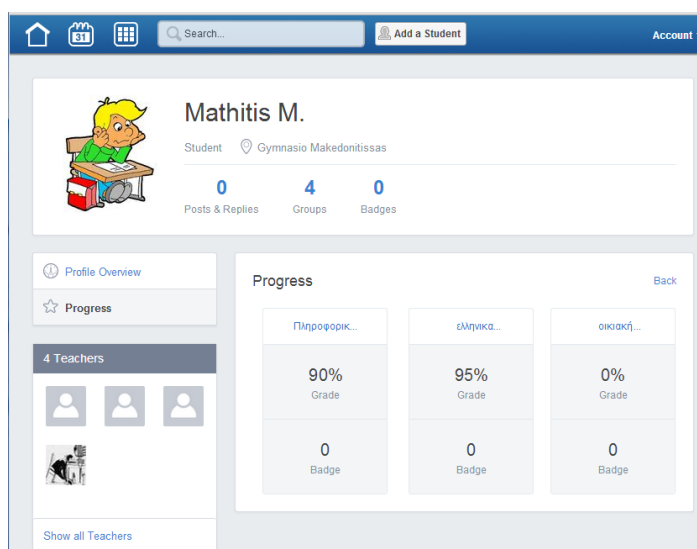 31 Search... Add a Student Account
Mathitis M.
Student Gymnasio Makedonitissas
0 4 0
Posts & Replies Groups Badges
Profile Overview
Progress
4 Teachers
Show all Teachers
Progress Back
Πληροφορικ... ελληνικα... οικιακή...
90% 95% 0%
Grade Grade Grade
0 0 0
Badge Badge Badge